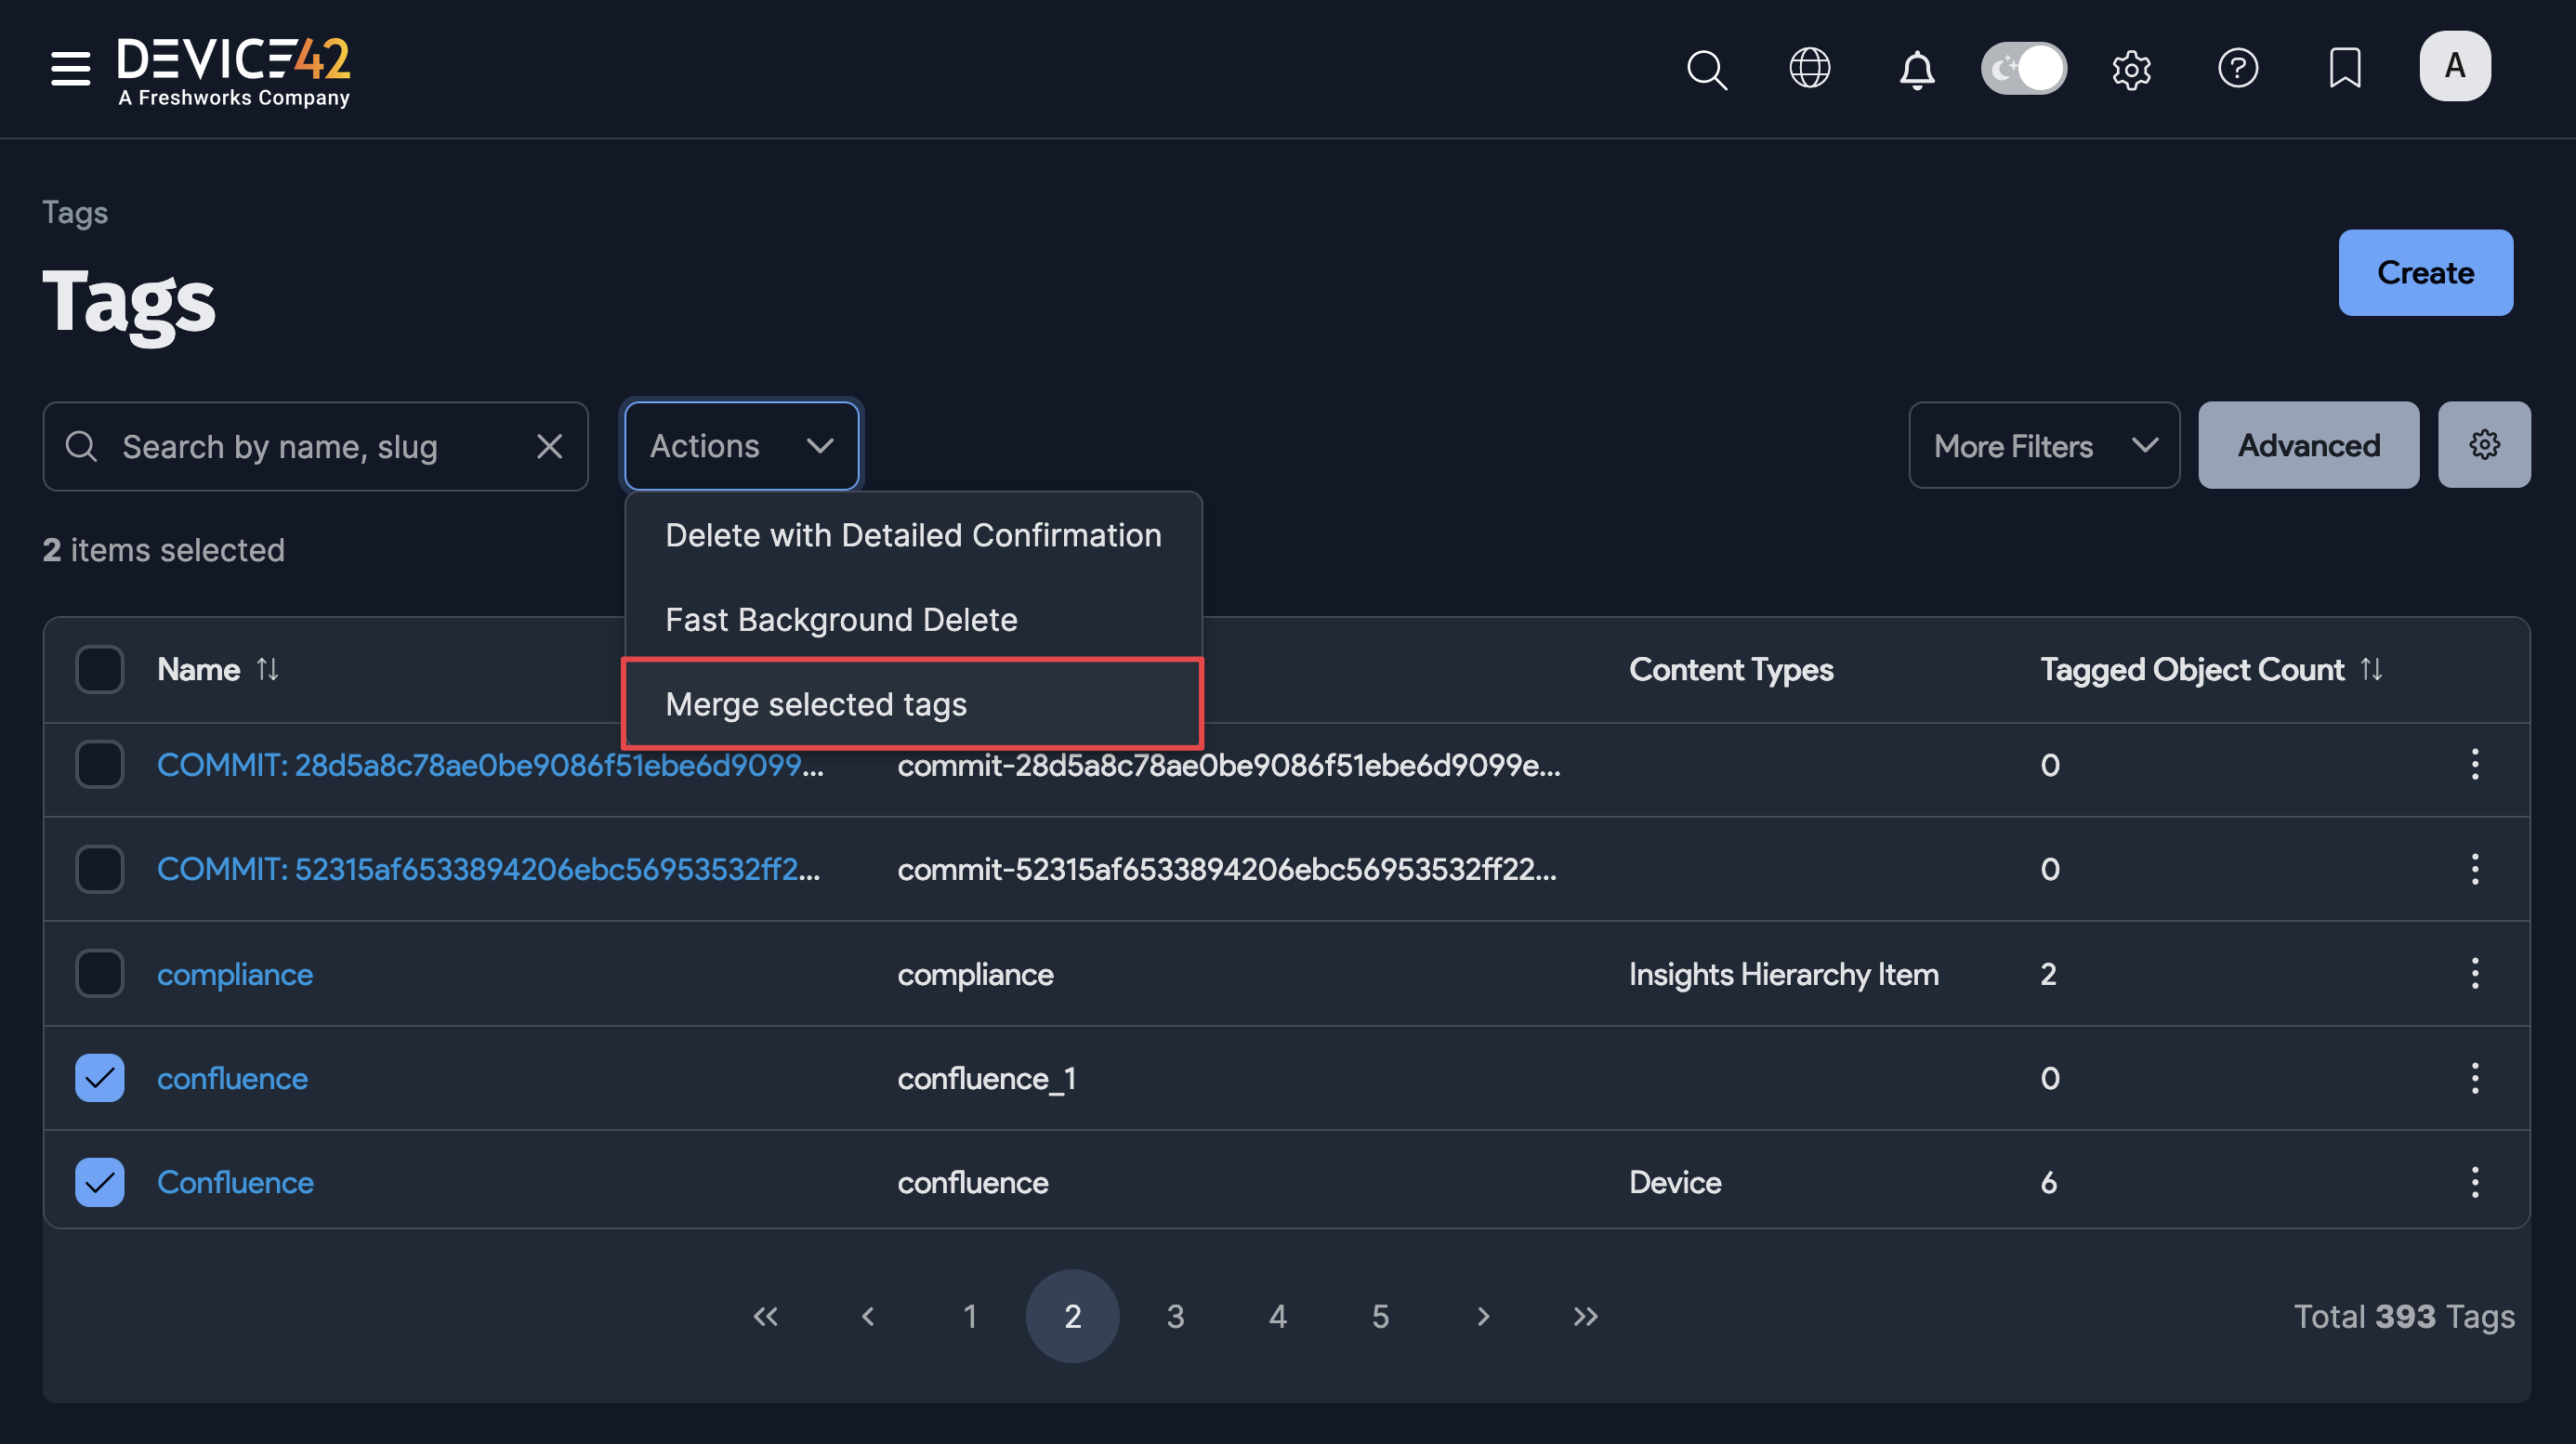 DEVICE42
A Freshworks Company
A
Tags
Tags
Create
Search by name, slug
Actions
More Filters
Advanced
Delete with Detailed Confirmation
Fast Background Delete
Merge selected tags
2 items selected
Name Content Types Tagged Object Count
COMMIT: 28d5a8c78ae0be9086f51ebe6d9099... commit-28d5a8c78ae0be9086f51ebe6d9099e... 0
COMMIT: 52315af6533894206ebc56953532ff2... commit-52315af6533894206ebc56953532ff22... 0
compliance compliance Insights Hierarchy Item 2
confluence confluence_1 0
Confluence confluence Device 6
1 2 3 4 5 Total 393 Tags